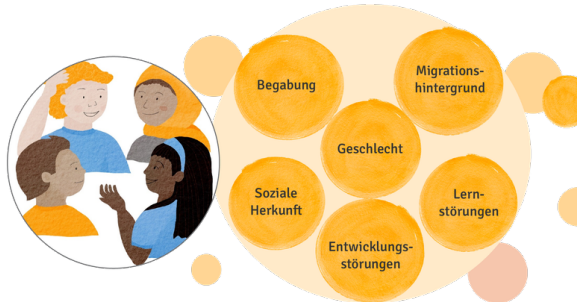 Begabung
Migrations-
hintergrund
Geschlecht
Soziale
Herkunft
Lern-
störungen
Entwicklungs-
störungen